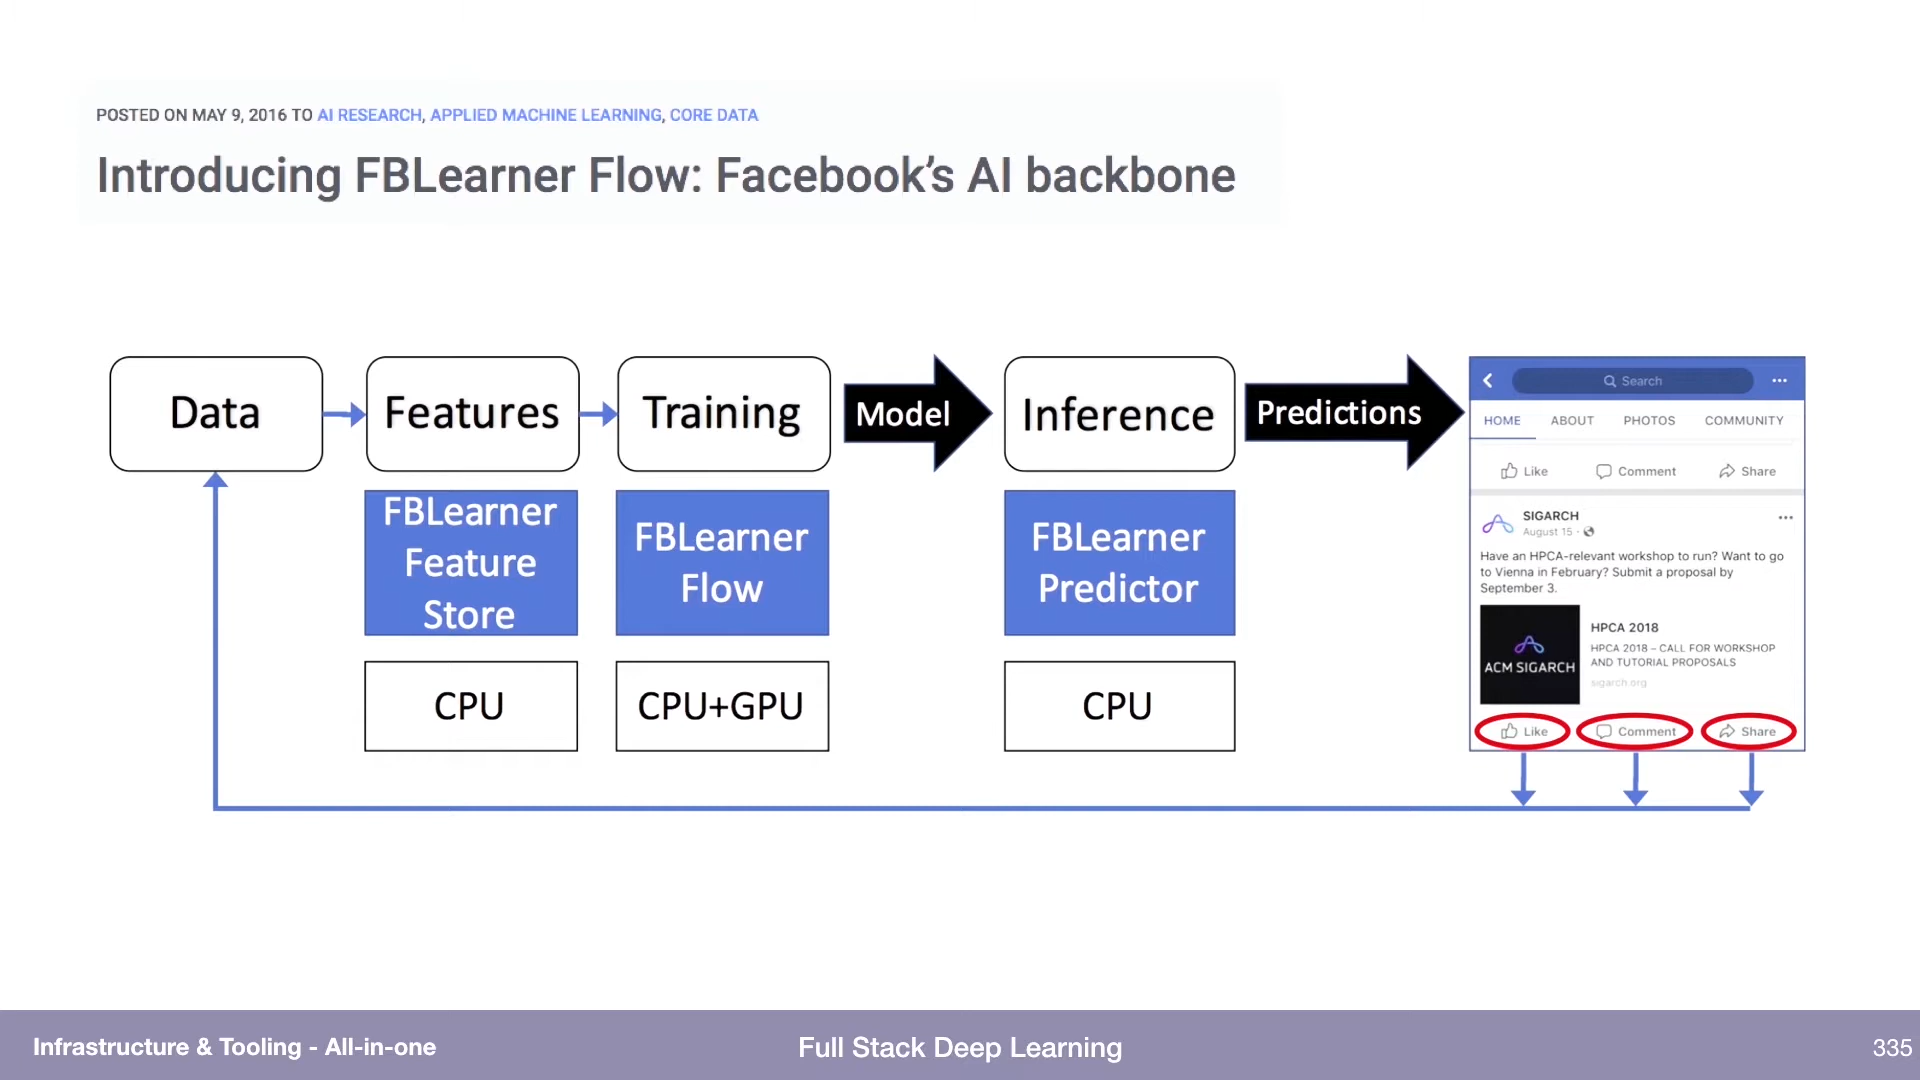 POSTED ON MAY 9, 2016 TO AI RESEARCH, APPLIED MACHINE LEARNING, CORE DATA
Introducing FBLearner Flow: Facebook’s AI backbone
Data
Features
Training
Model
Inference
Predictions
FBLearner
Feature
Store
FBLearner
Flow
FBLearner
Predictor
CPU
CPU+GPU
CPU
Search
HOME ABOUT PHOTOS COMMUNITY
Like Comment Share
SIGARCH
August 15 ·
Have an HPCA-relevant workshop to run? Want to go
to Vienna in February? Submit a proposal by
September 3.
ACM SIGARCH
HPCA 2018
HPCA 2018 – CALL FOR WORKSHOP
AND TUTORIAL PROPOSALS
sigarch.org
Like Comment Share
Infrastructure & Tooling - All-in-one
Full Stack Deep Learning
335